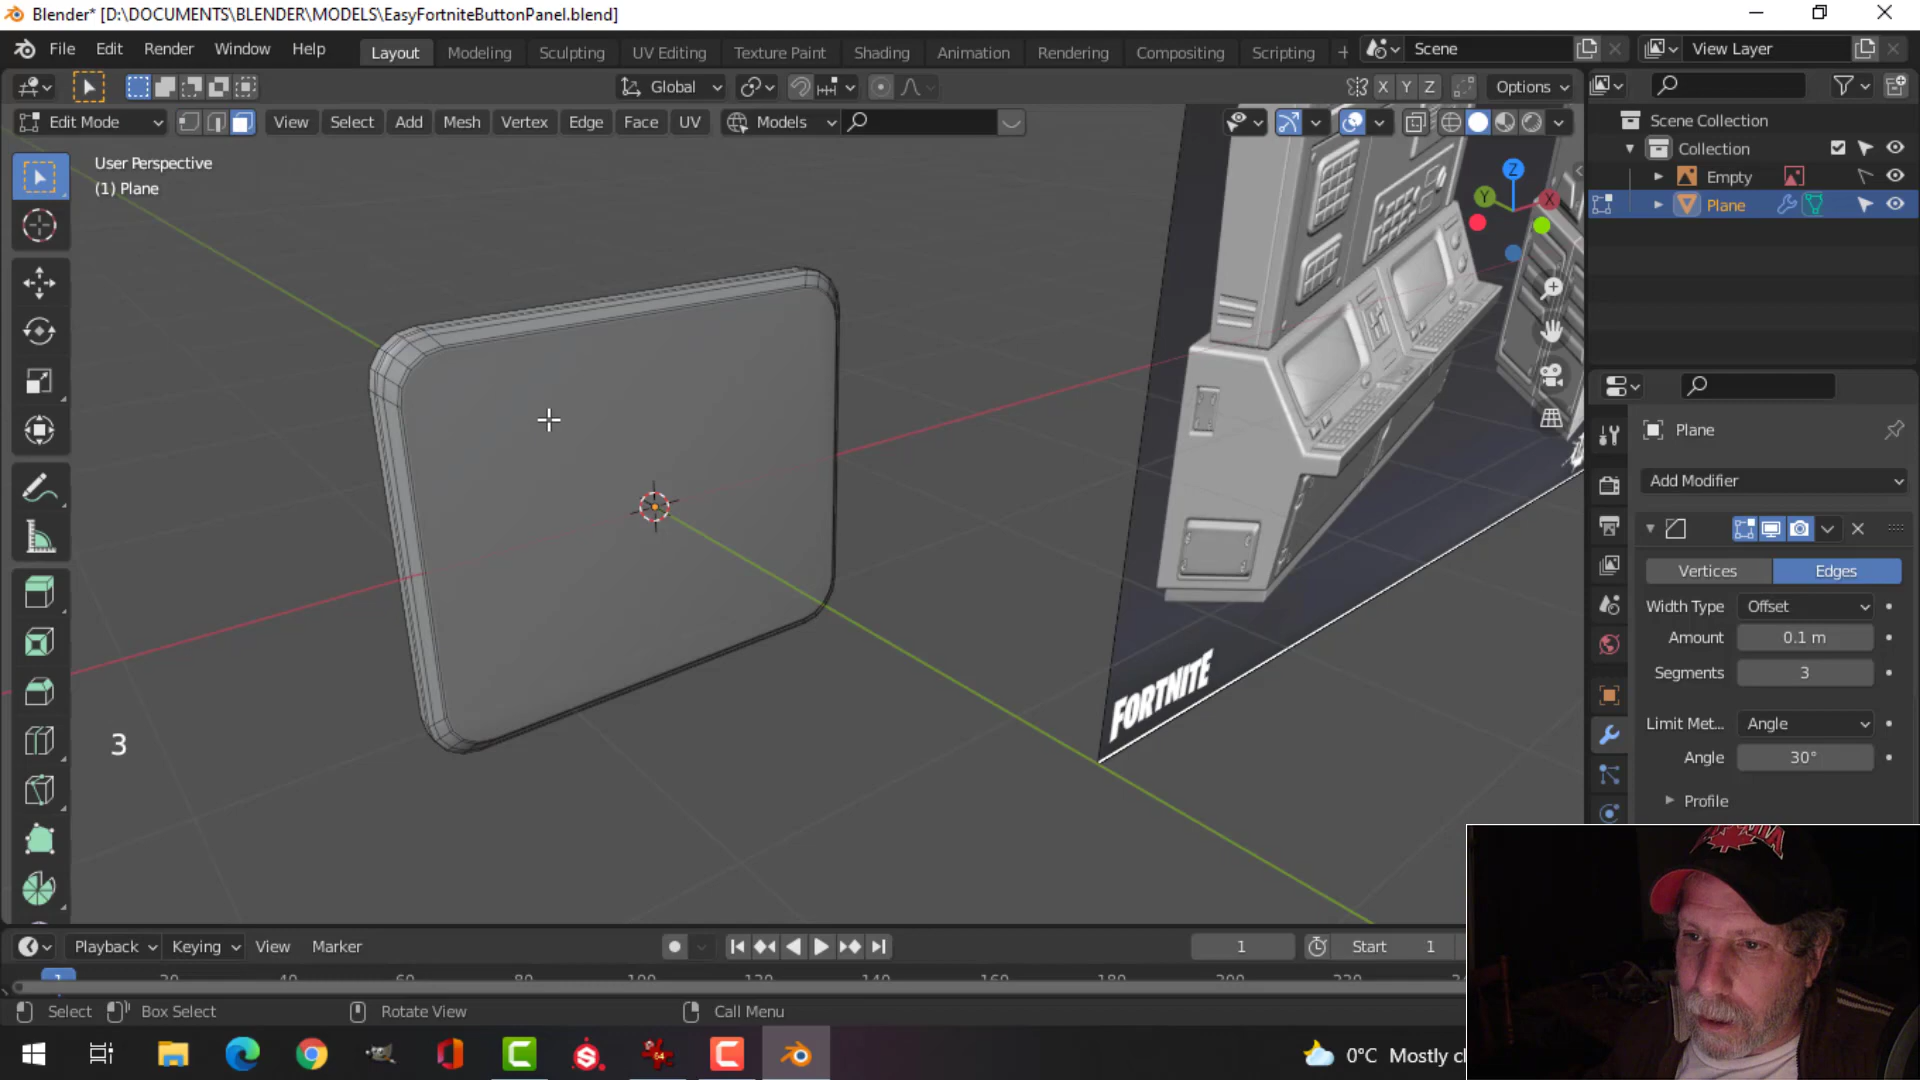 Blender* [D:\DOCUMENTS\BLENDER\MODELS\EasyFortniteButtonPanel.blend]
File Edit Render Window Help Layout Modeling Sculpting UV Editing Texture Paint Shading Animation Rendering Compositing Scripting + Scene View Layer
Global X Y Z Options
Edit Mode View Select Add Mesh Vertex Edge Face UV Models
User Perspective
(1) Plane
Scene Collection
Collection
Empty
Plane
Z
Y
X
Plane
Add Modifier
Vertices Edges
Width Type Offset
Amount 0.1 m
Segments 3
Limit Met... Angle
Angle 30°
Profile
FORTNITE
3
Playback Keying View Marker 1 Start 1
1 20 40 60 80 100 120 140 160 180 200 220
Select Box Select Rotate View Call Menu
0°C Mostly cl